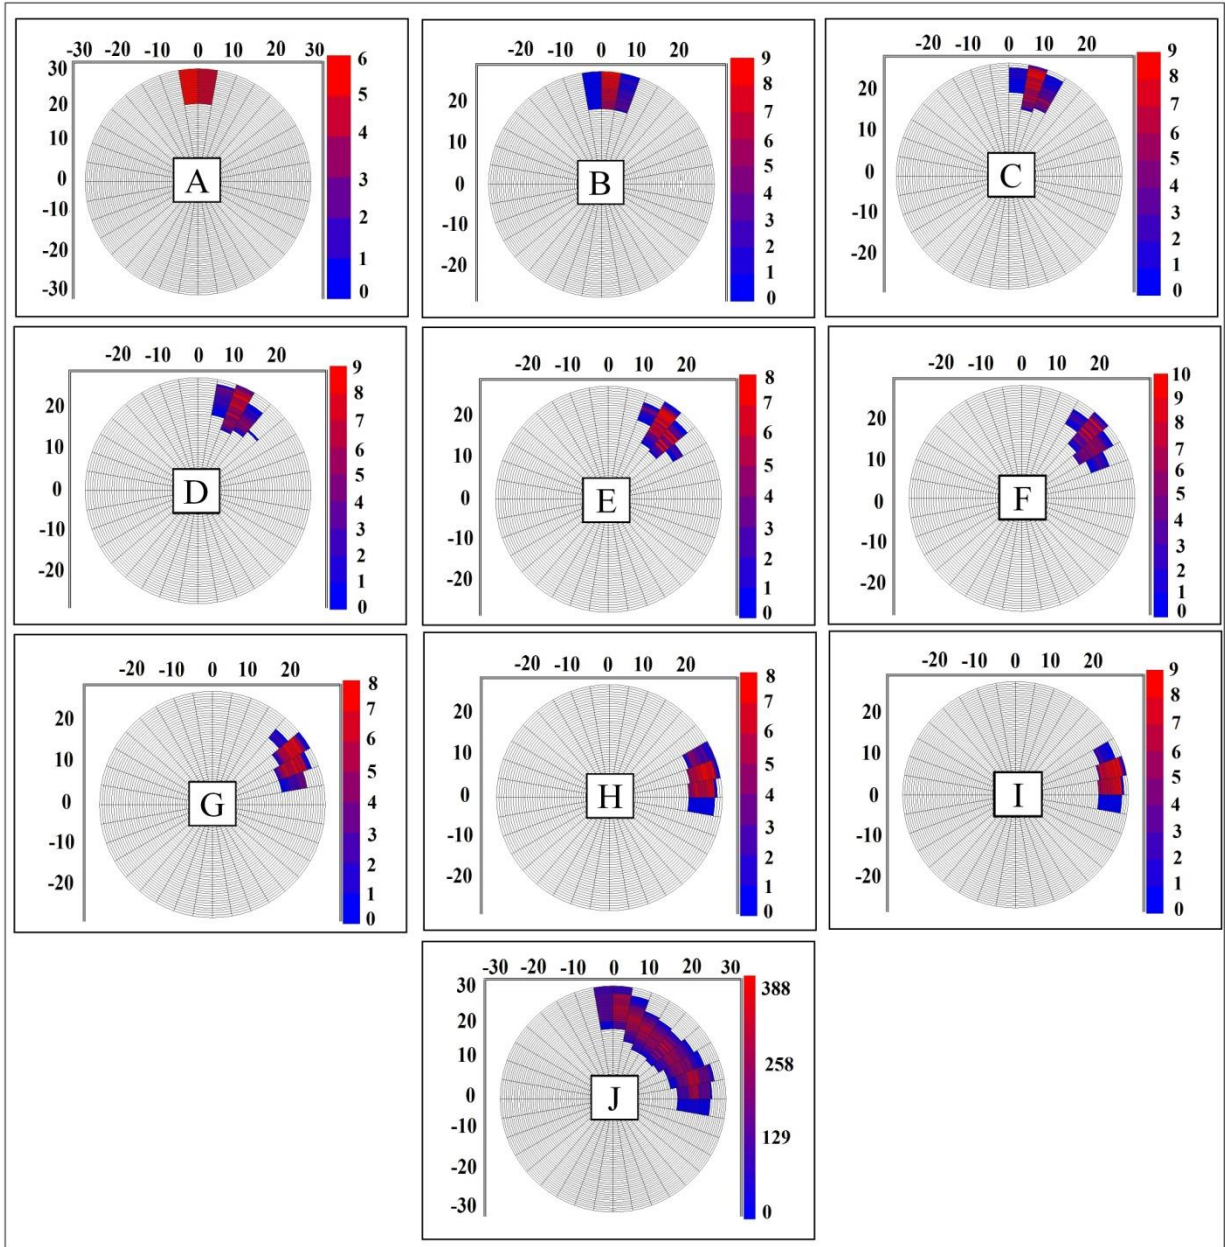 -30 -20 -10 0 10 20 30
30 20 10 0 -10 -20 -30
A
6 5 4 3 2 1 0
-20 -10 0 10 20
20 10 0 -10 -20
B
9 8 7 6 5 4 3 2 1 0
-20 -10 0 10 20
20 10 0 -10 -20
C
9 8 7 6 5 4 3 2 1 0
-20 -10 0 10 20
20 10 0 -10 -20
D
9 8 7 6 5 4 3 2 1 0
-20 -10 0 10 20
20 10 0 -10 -20
E
8 7 6 5 4 3 2 1 0
-20 -10 0 10 20
20 10 0 -10 -20
F
10 9 8 7 6 5 4 3 2 1 0
-20 -10 0 10 20
20 10 0 -10 -20
G
8 7 6 5 4 3 2 1 0
-20 -10 0 10 20
20 10 0 -10 -20
H
8 7 6 5 4 3 2 1 0
-20 -10 0 10 20
20 10 0 -10 -20
I
9 8 7 6 5 4 3 2 1 0
-30 -20 -10 0 10 20 30
30 20 10 0 -10 -20 -30
J
388 258 129 0